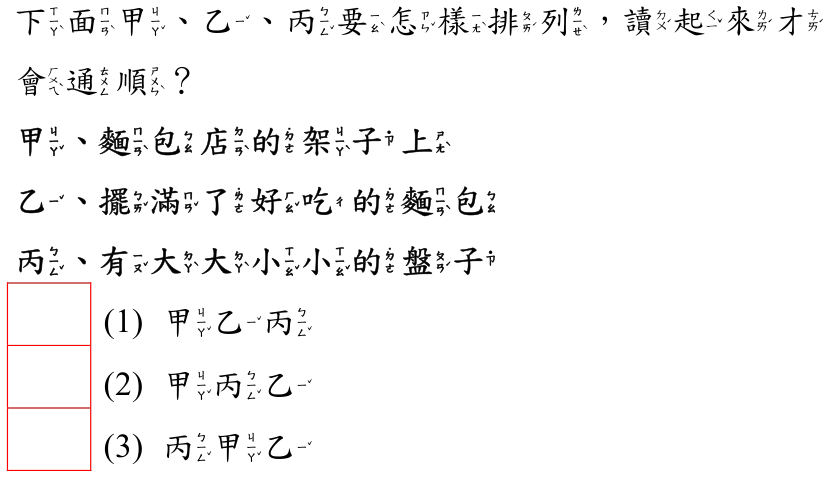 下面甲、乙、丙要怎樣排列，讀起來才
會通順？
甲、麵包店的架子上
乙、擺滿了好吃的麵包
丙、有大大小小的盤子
(1) 甲乙丙
(2) 甲丙乙
(3) 丙甲乙